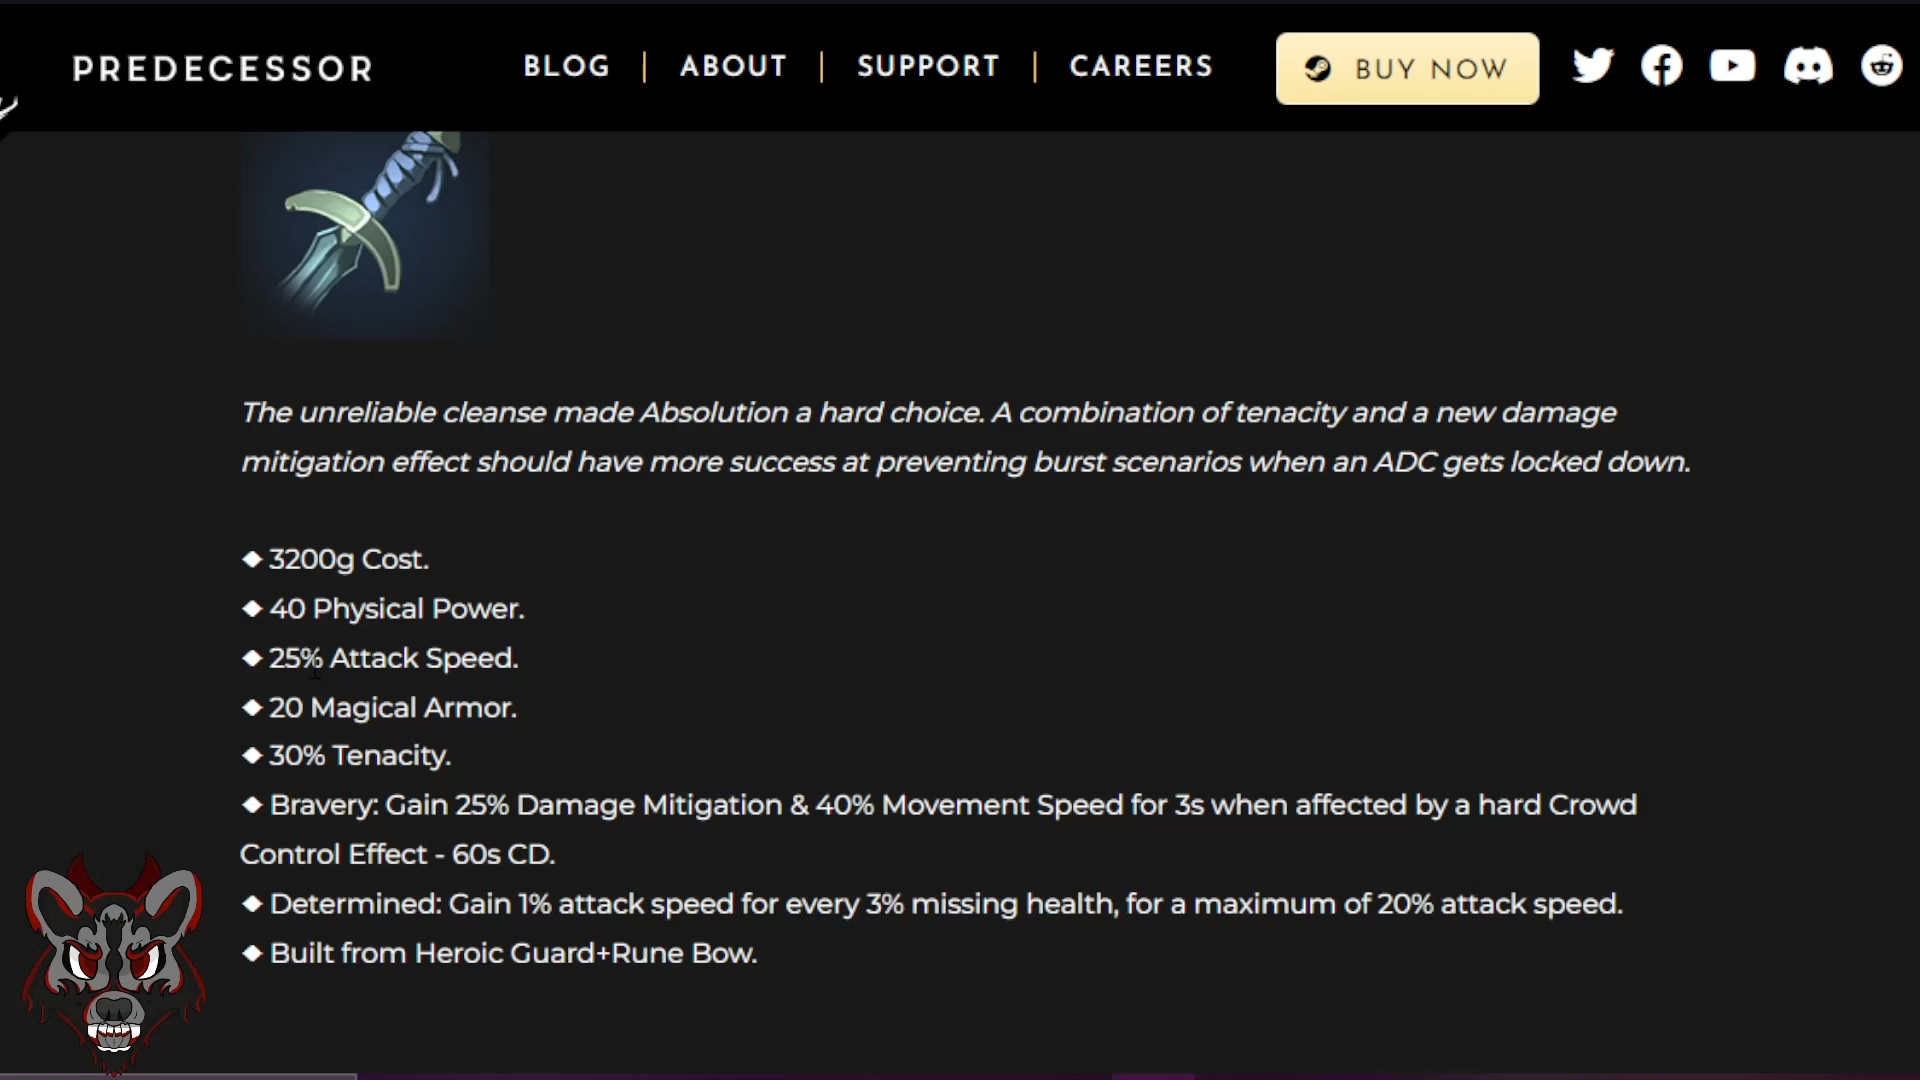 PREDECESSOR
BLOG | ABOUT | SUPPORT | CAREERS
BUY NOW
The unreliable cleanse made Absolution a hard choice. A combination of tenacity and a new damage
mitigation effect should have more success at preventing burst scenarios when an ADC gets locked down.
◆ 3200g Cost.
◆ 40 Physical Power.
◆ 25% Attack Speed.
◆ 20 Magical Armor.
◆ 30% Tenacity.
◆ Bravery: Gain 25% Damage Mitigation & 40% Movement Speed for 3s when affected by a hard Crowd
Control Effect - 60s CD.
◆ Determined: Gain 1% attack speed for every 3% missing health, for a maximum of 20% attack speed.
◆ Built from Heroic Guard+Rune Bow.